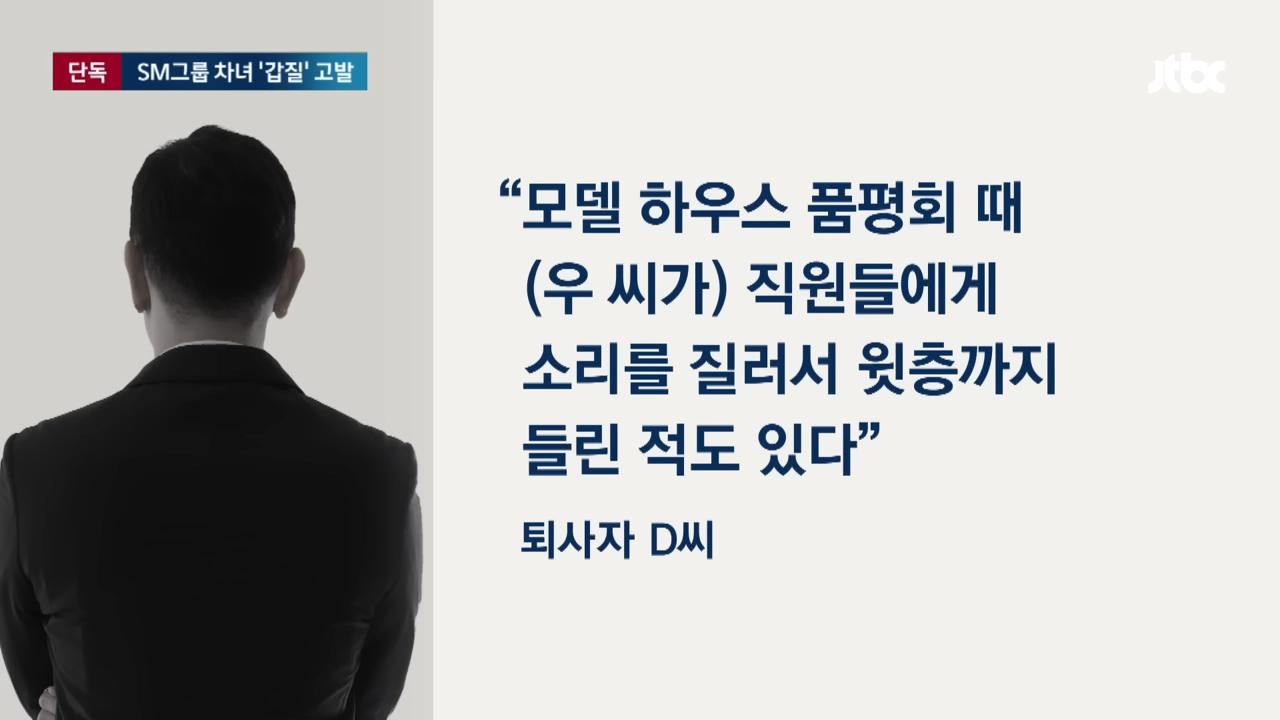 단독 SM그룹 차녀 '갑질' 고발
jtbc
“모델 하우스 품평회 때
(우 씨가) 직원들에게
소리를 질러서 윗층까지
들린 적도 있다”
퇴사자 D씨